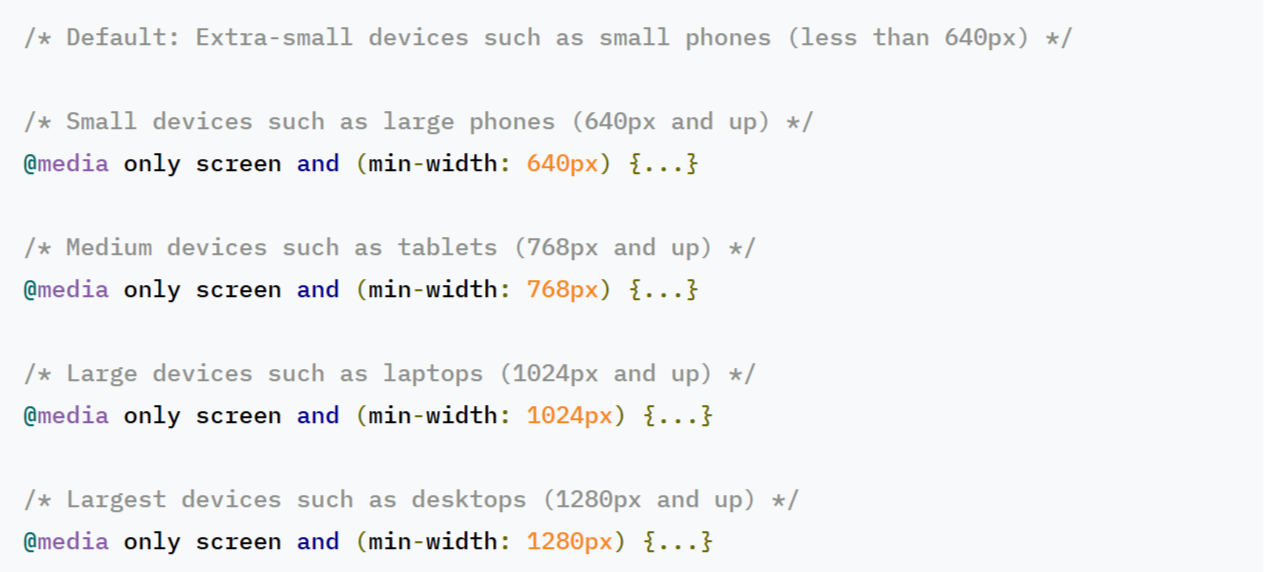 /* Default: Extra-small devices such as small phones (less than 640px) */
/* Small devices such as large phones (640px and up) */
@media only screen and (min-width: 640px) {...}
/* Medium devices such as tablets (768px and up) */
@media only screen and (min-width: 768px) {...}
/* Large devices such as laptops (1024px and up) */
@media only screen and (min-width: 1024px) {...}
/* Largest devices such as desktops (1280px and up) */
@media only screen and (min-width: 1280px) {...}